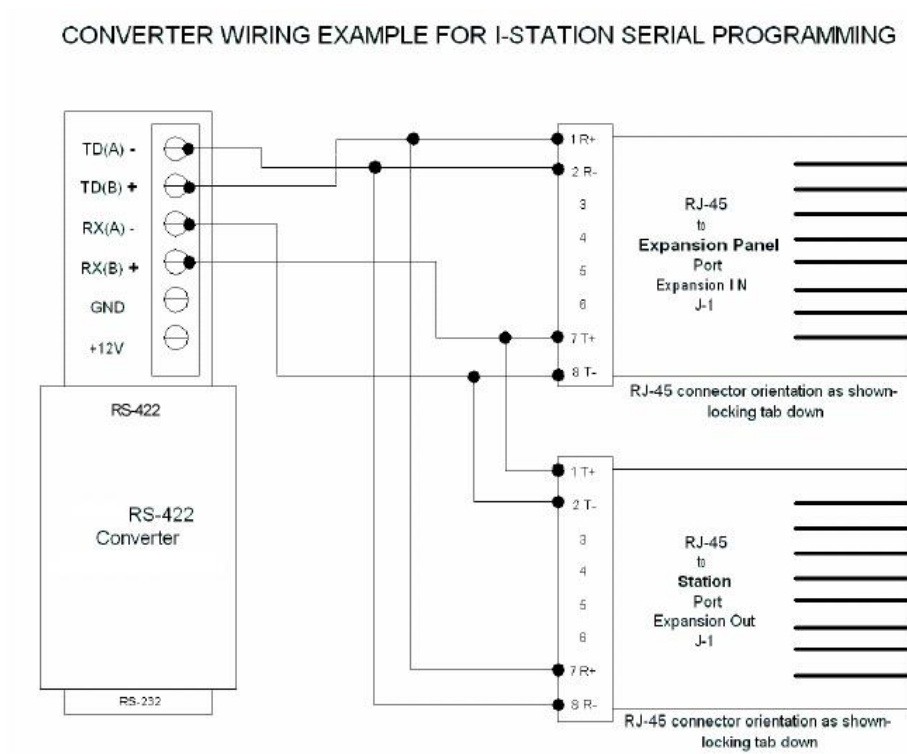 CONVERTER WIRING EXAMPLE FOR I-STATION SERIAL PROGRAMMING
TD(A) -
TD(B) +
RX(A) -
RX(B) +
GND
+12V
RS-422
RS-422
Converter
RS-232
1 R+
2 R-
3
4
5
6
7 T+
8 T-
RJ-45
to
Expansion Panel
Port
Expansion IN
J-1
RJ-45 connector orientation as shown-
locking tab down
1 T+
2 T-
3
4
5
6
7 R+
8 R-
RJ-45
to
Station
Port
Expansion Out
J-1
RJ-45 connector orientation as shown-
locking tab down